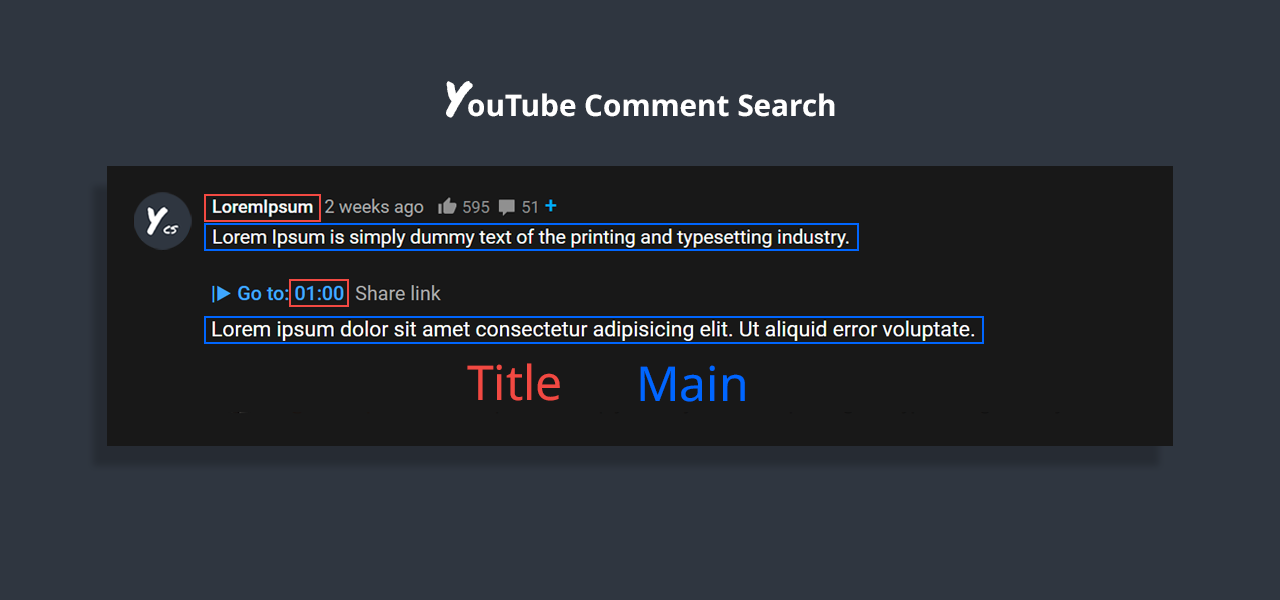 YouTube Comment Search
Ycs
LoremIpsum 2 weeks ago 595 51 +
Lorem Ipsum is simply dummy text of the printing and typesetting industry.
Go to: 01:00 Share link
Lorem ipsum dolor sit amet consectetur adipisicing elit. Ut aliquid error voluptate.
Title Main